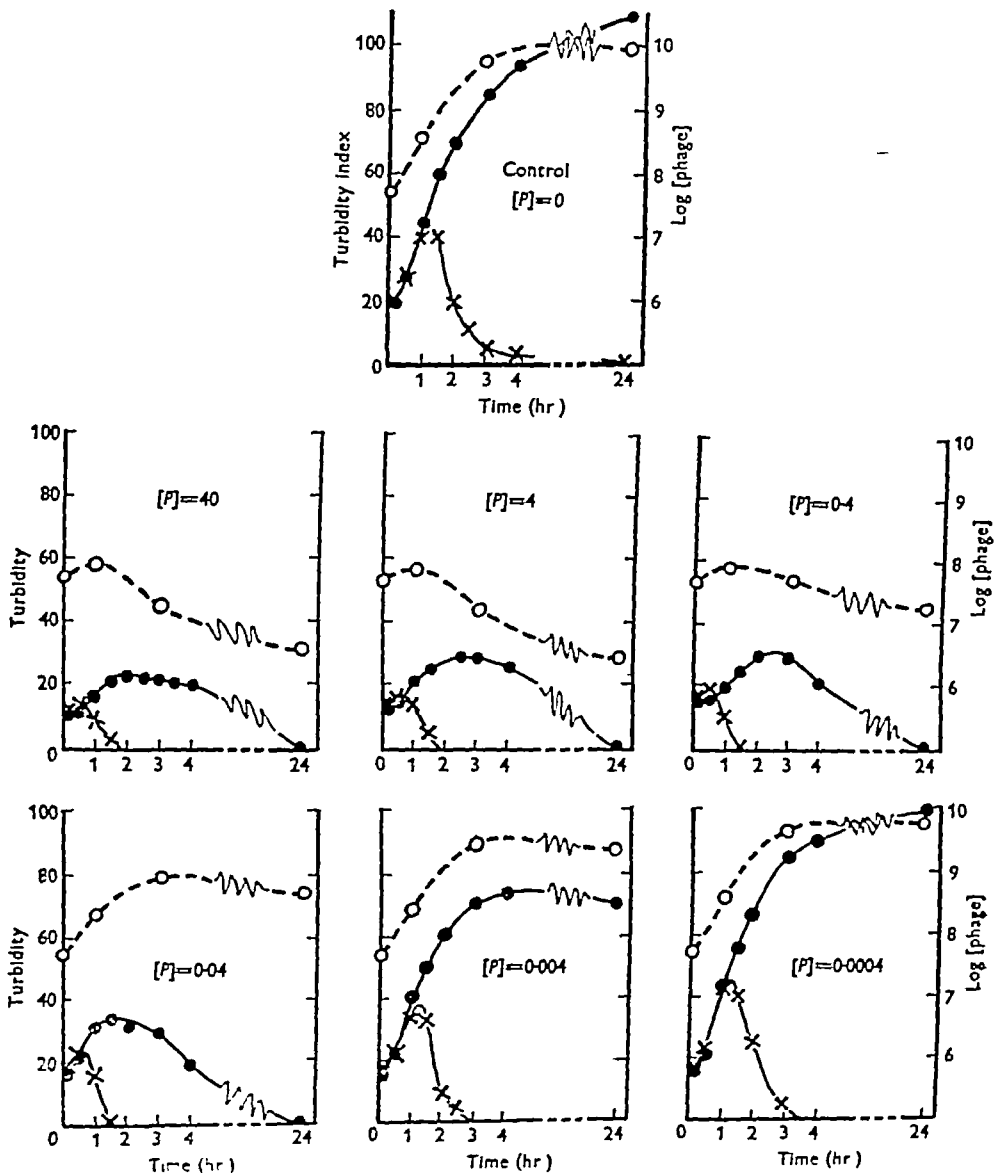 100
80
60
40
20
0
Turbidity index
10
9
8
7
6
Log [phage]
Control
[P]=0
1 2 3 4 24
Time (hr)
100
80
60
40
20
0
Turbidity
[P]=40
1 2 3 4 24
[P]=4
0 1 2 3 4 24
[P]=0·4
0 1 2 3 4 24
10
9
8
7
6
Log [phage]
100
80
60
40
20
0
Turbidity
[P]=0·04
1 2 3 4 24
Time (hr)
[P]=0·004
0 1 2 3 4 24
Time (hr)
[P]=0·0004
0 1 2 3 4 24
Time (hr)
10
9
8
7
6
Log [phage]